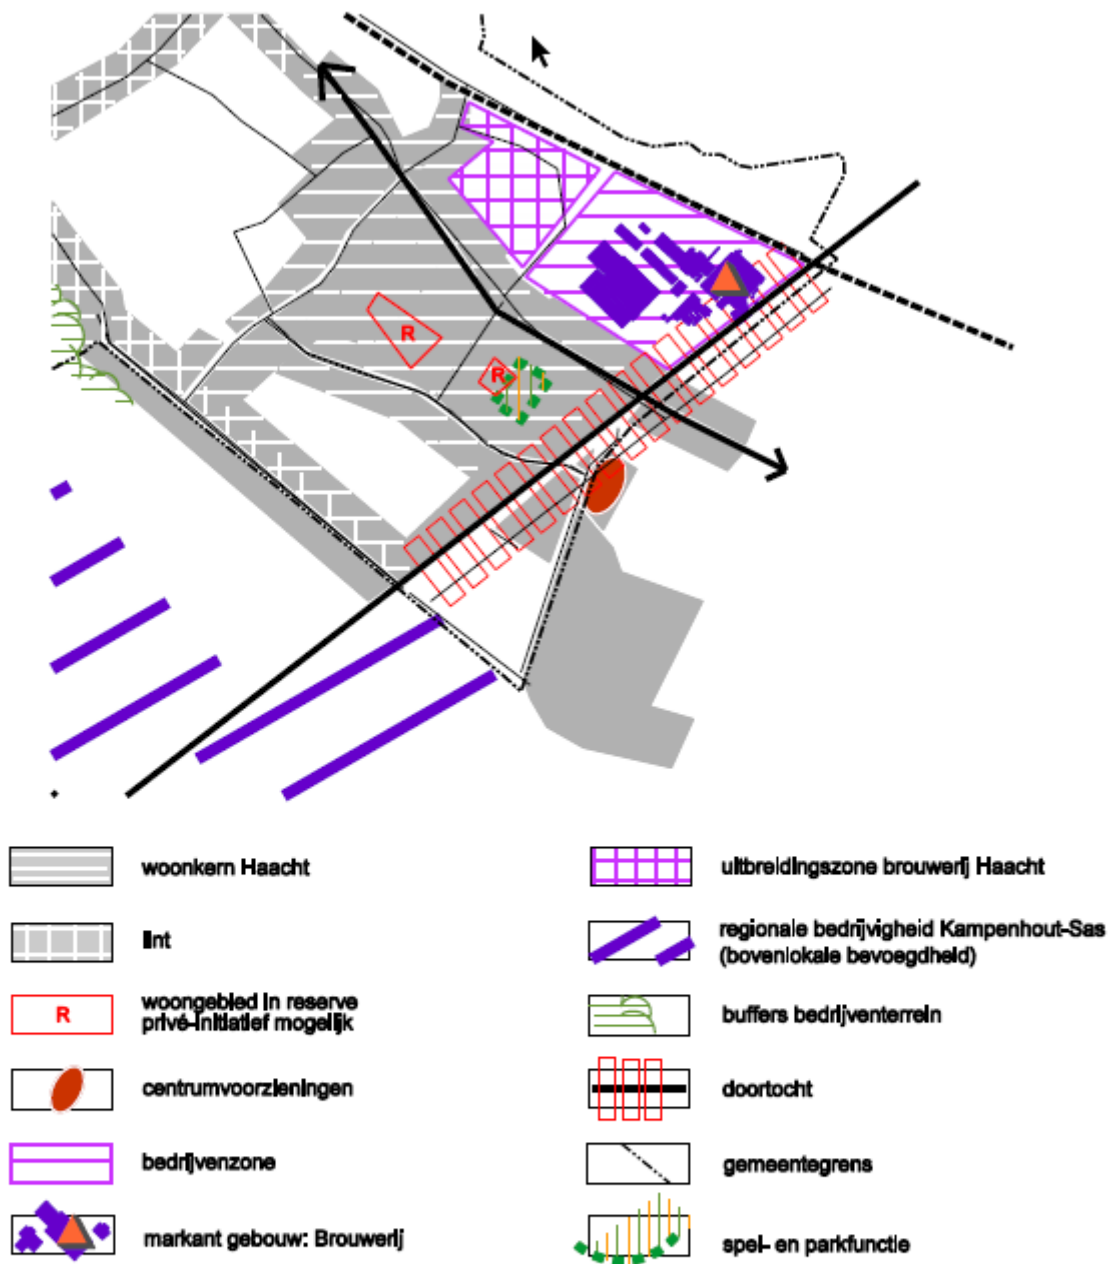 R
R
woonkern Haacht
lint
R
woongebied in reserve
privé-initiatief mogelijk
centrumvoorzieningen
bedrijvenzone
markant gebouw: Brouwerij
uitbreidingszone brouwerij Haacht
regionale bedrijvigheid Kampenhout-Sas
(bovenlokale bevoegdheid)
buffers bedrijventerrein
doortocht
gemeentegrens
spel- en parkfunctie